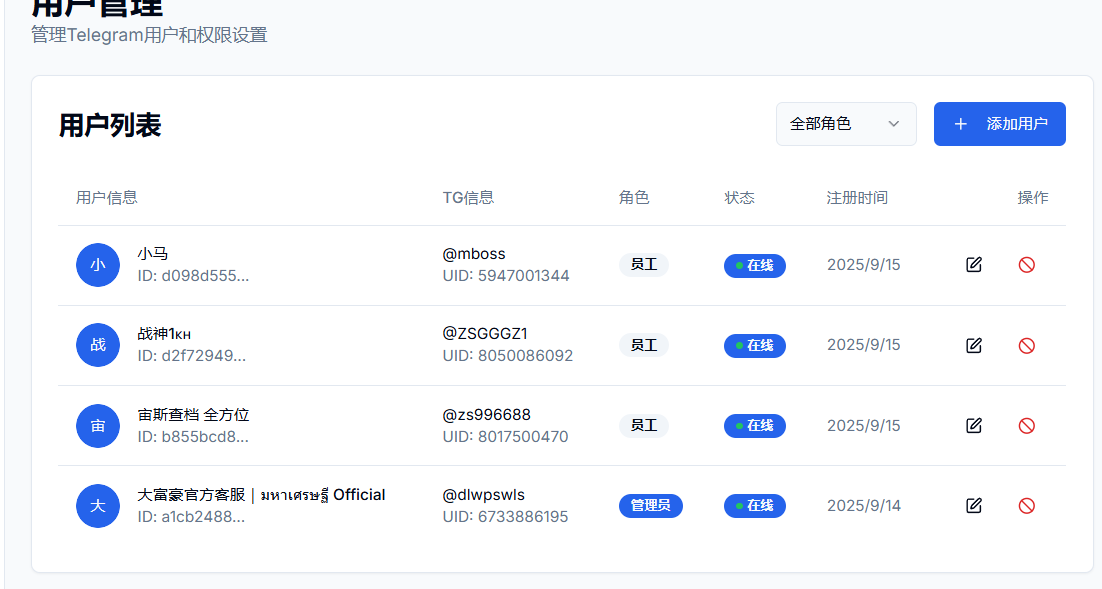 用户管理
管理Telegram用户和权限设置
用户列表
全部角色
添加用户
用户信息 TG信息 角色 状态 注册时间 操作
小 小马 @mboss 员工 在线 2025/9/15
ID: d098d555... UID: 5947001344
战 战神1кн @ZSGGGZ1 员工 在线 2025/9/15
ID: d2f72949... UID: 8050086092
宙 宙斯查档 全方位 @zs996688 员工 在线 2025/9/15
ID: b855bcd8... UID: 8017500470
大 大富豪官方客服｜มหาเศรษฐี Official @dlwpswls 管理员 在线 2025/9/14
ID: a1cb2488... UID: 6733886195